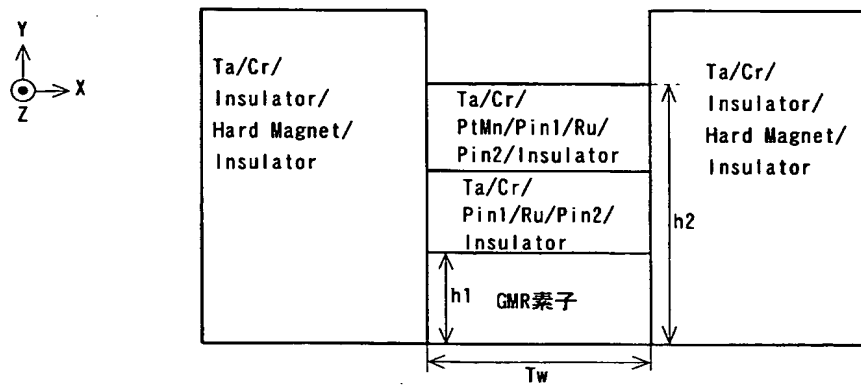 Y
X
Z
Ta/Cr/
Insulator/
Hard Magnet/
Insulator
Ta/Cr/
PtMn/Pin1/Ru/
Pin2/Insulator
Ta/Cr/
Pin1/Ru/Pin2/
Insulator
h1
GMR素子
Tw
h2
Ta/Cr/
Insulator/
Hard Magnet/
Insulator